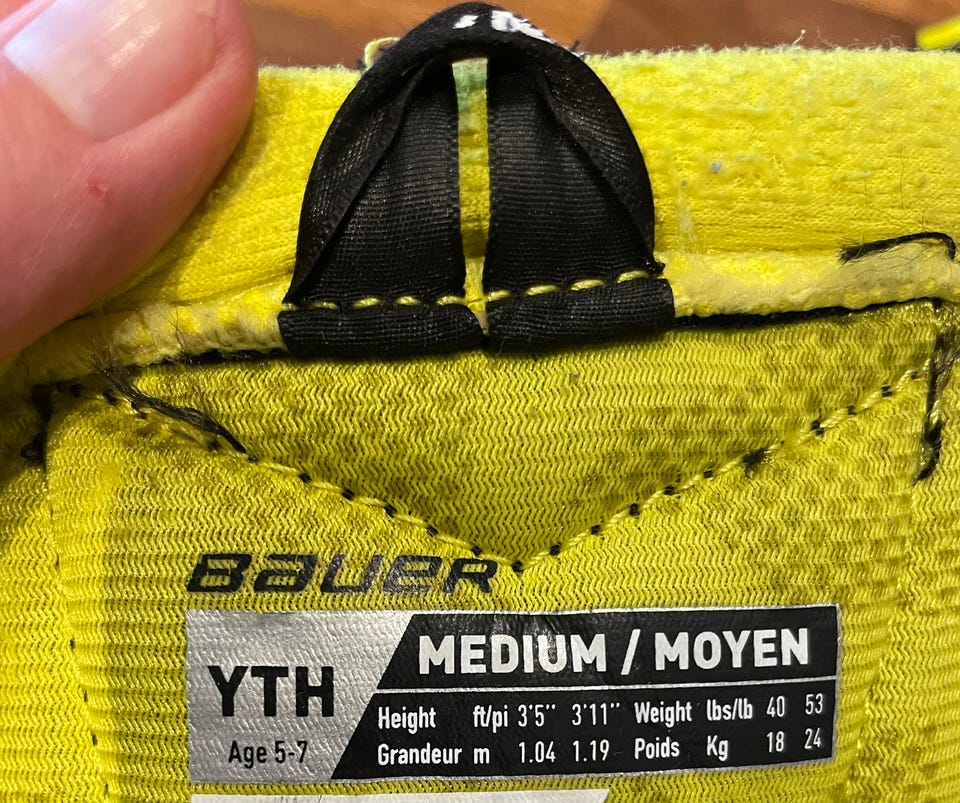 BAUER
YTH
Age 5-7
MEDIUM / MOYEN
Height ft/pi 3'5'' 3'11'' Weight lbs/lb 40 53
Grandeur m 1.04 1.19 Poids Kg 18 24